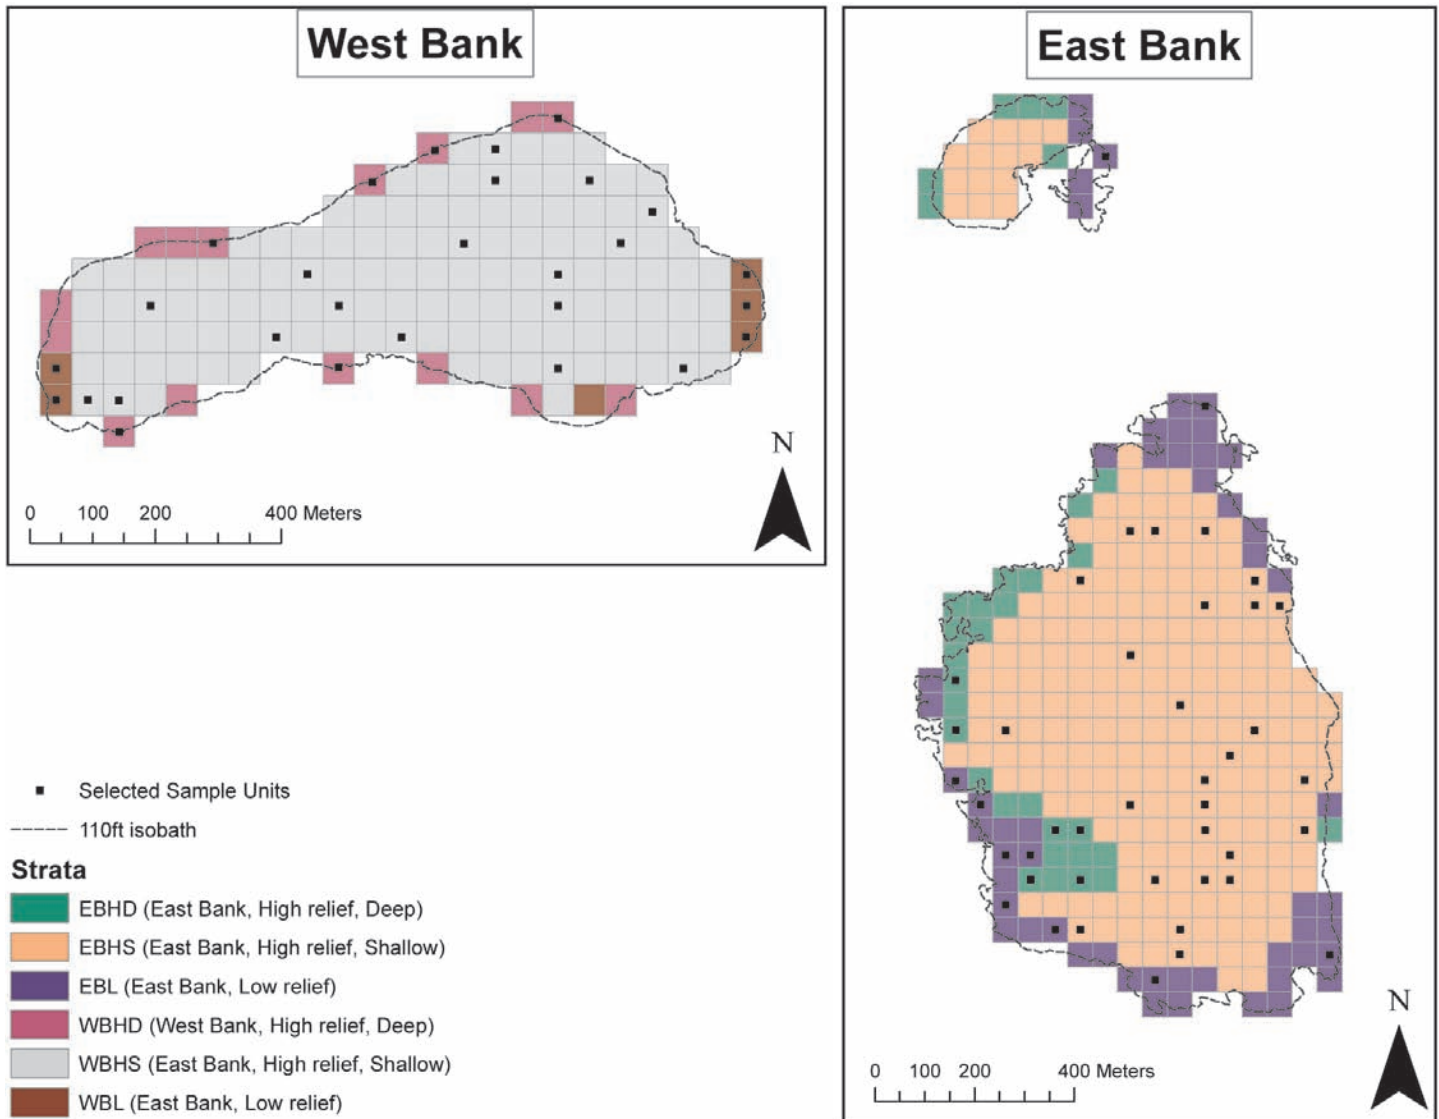 West Bank
East Bank
N
0 100 200 400 Meters
Selected Sample Units
110ft isobath
Strata
EBHD (East Bank, High relief, Deep)
EBHS (East Bank, High relief, Shallow)
EBL (East Bank, Low relief)
WBHD (West Bank, High relief, Deep)
WBHS (East Bank, High relief, Shallow)
WBL (East Bank, Low relief)
N
0 100 200 400 Meters